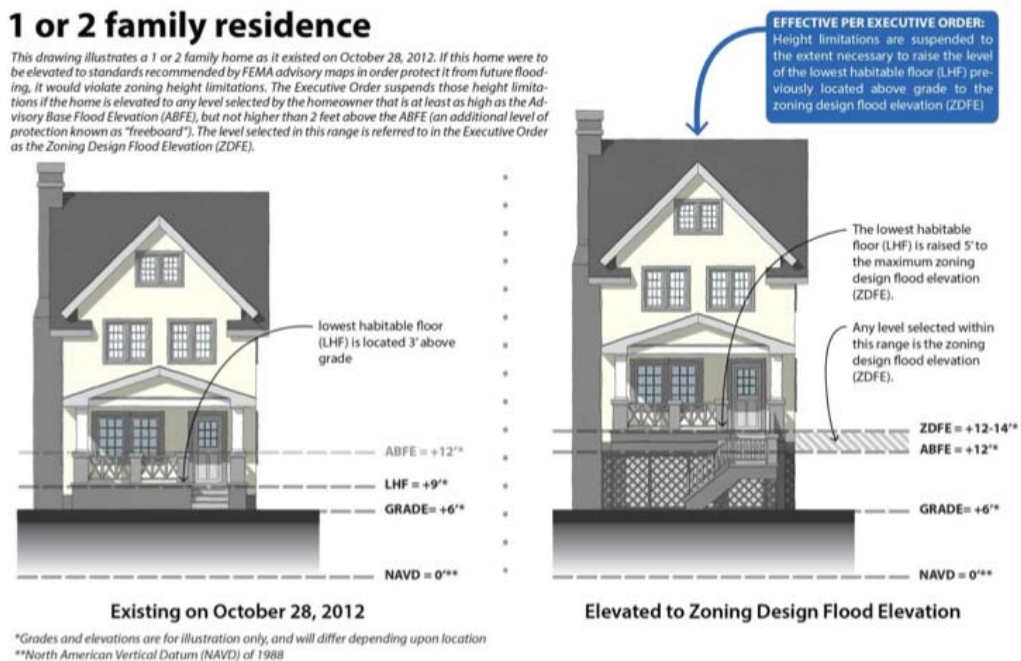 1 or 2 family residence
This drawing illustrates a 1 or 2 family home as it existed on October 28, 2012. If this home were to
be elevated to standards recommended by FEMA advisory maps in order protect it from future flood-
ing, it would violate zoning height limitations. The Executive Order suspends those height limita-
tions if the home is elevated to any level selected by the homeowner that is at least as high as the Ad-
visory Base Flood Elevation (ABFE), but not higher than 2 feet above the ABFE (an additional level of
protection known as "freeboard"). The level selected in this range is referred to in the Executive Order
as the Zoning Design Flood Elevation (ZDFE).
EFFECTIVE PER EXECUTIVE ORDER:
Height limitations are suspended to
the extent necessary to raise the level
of the lowest habitable floor (LHF) pre-
viously located above grade to the
zoning design flood elevation (ZDFE)
lowest habitable floor
(LHF) is located 3' above
grade
ABFE = +12'*
LHF = +9'*
GRADE= +6'*
NAVD = 0'**
Existing on October 28, 2012
The lowest habitable
floor (LHF) is raised 5' to
the maximum zoning
design flood elevation
(ZDFE).
Any level selected within
this range is the zoning
design flood elevation
(ZDFE).
ZDFE = +12-14'*
ABFE = +12'*
GRADE= +6'*
NAVD = 0'**
Elevated to Zoning Design Flood Elevation
*Grades and elevations are for illustration only, and will differ depending upon location
**North American Vertical Datum (NAVD) of 1988